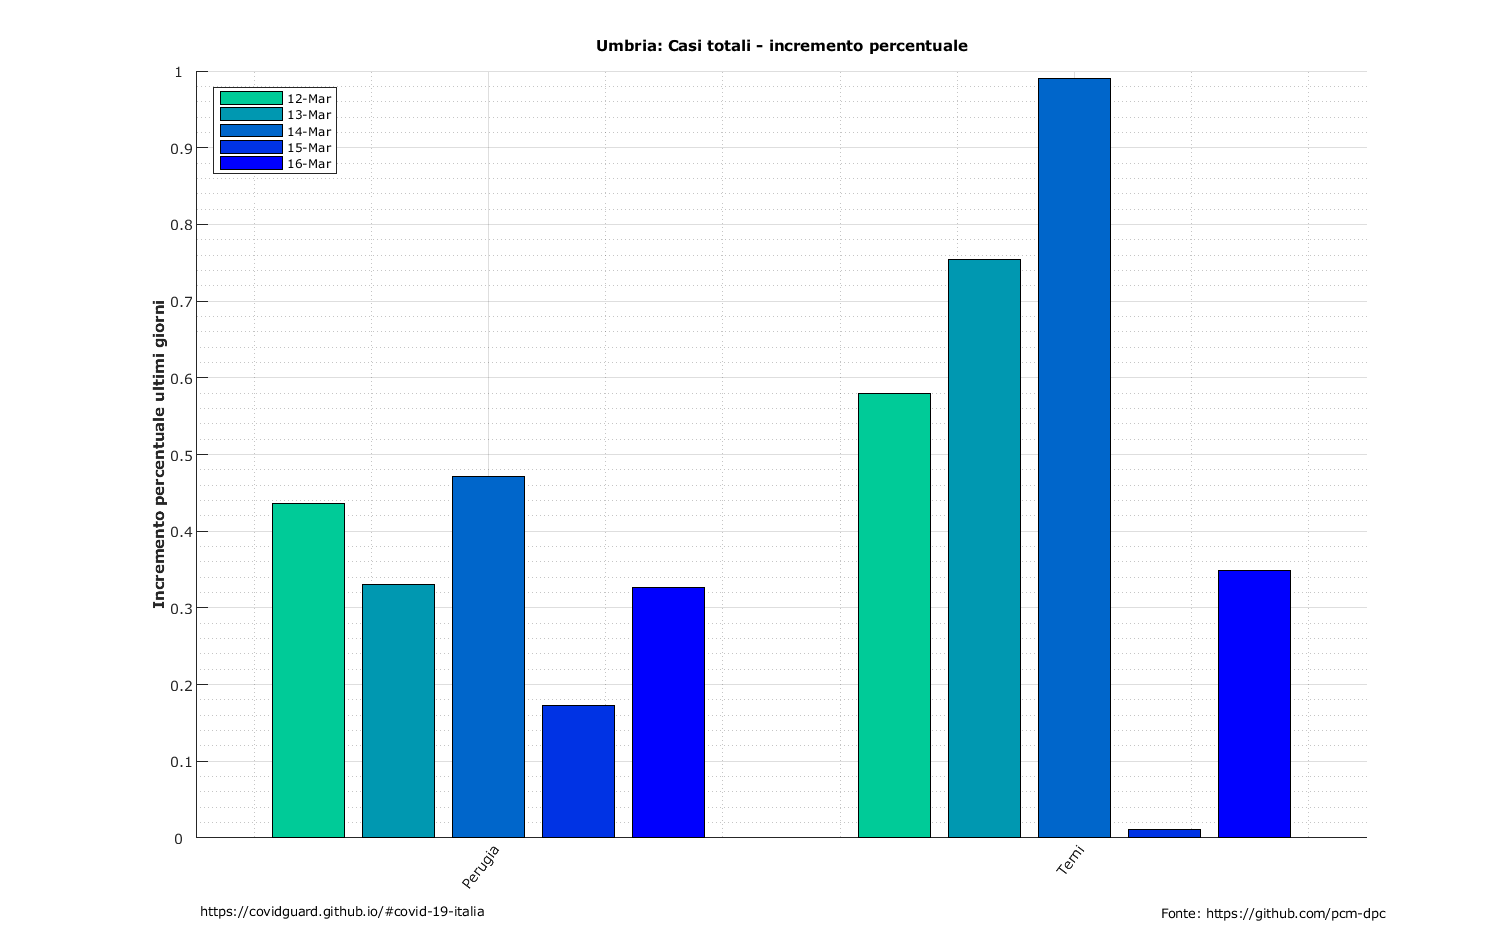 Umbria: Casi totali - incremento percentuale
12-Mar
13-Mar
14-Mar
15-Mar
16-Mar
Incremento percentuale ultimi giorni
1
0.9
0.8
0.7
0.6
0.5
0.4
0.3
0.2
0.1
0
Perugia
Terni
https://covidguard.github.io/#covid-19-italia
Fonte: https://github.com/pcm-dpc